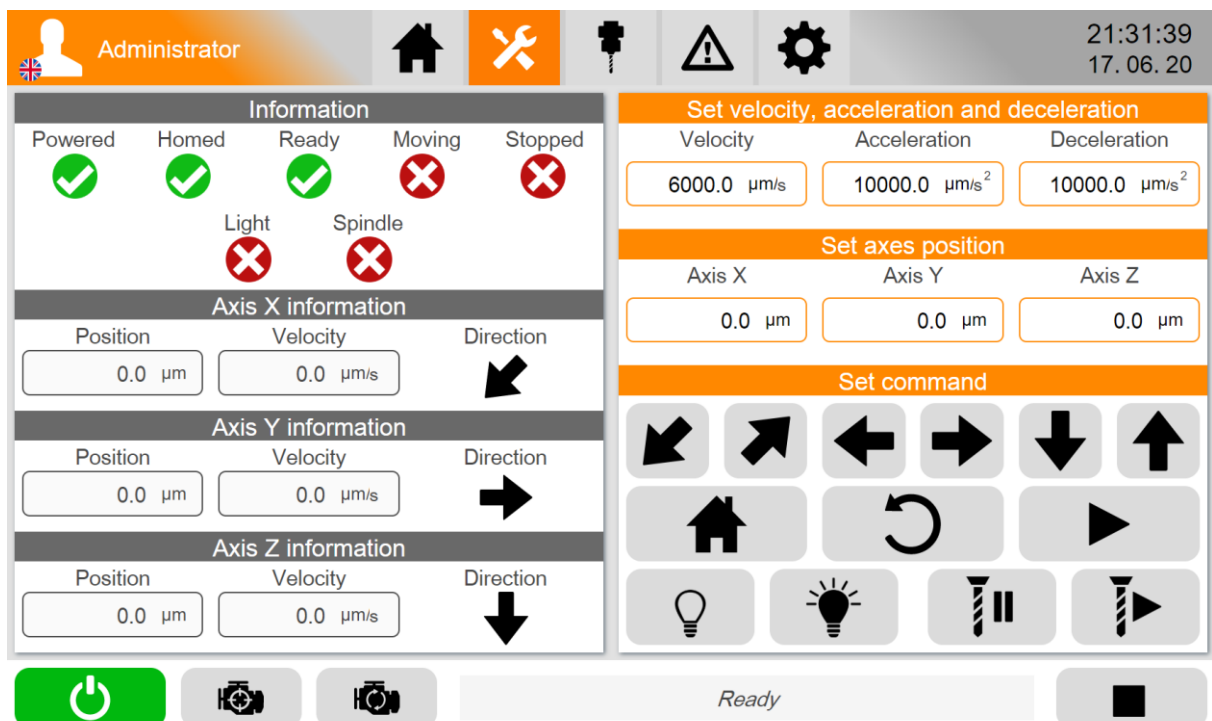 Administrator
21:31:39
17. 06. 20
Information
Powered Homed Ready Moving Stopped
Light Spindle
Axis X information
Position Velocity Direction
0.0 µm 0.0 µm/s
Axis Y information
Position Velocity Direction
0.0 µm 0.0 µm/s
Axis Z information
Position Velocity Direction
0.0 µm 0.0 µm/s
Set velocity, acceleration and deceleration
Velocity Acceleration Deceleration
6000.0 µm/s 10000.0 µm/s² 10000.0 µm/s²
Set axes position
Axis X Axis Y Axis Z
0.0 µm 0.0 µm 0.0 µm
Set command
Ready